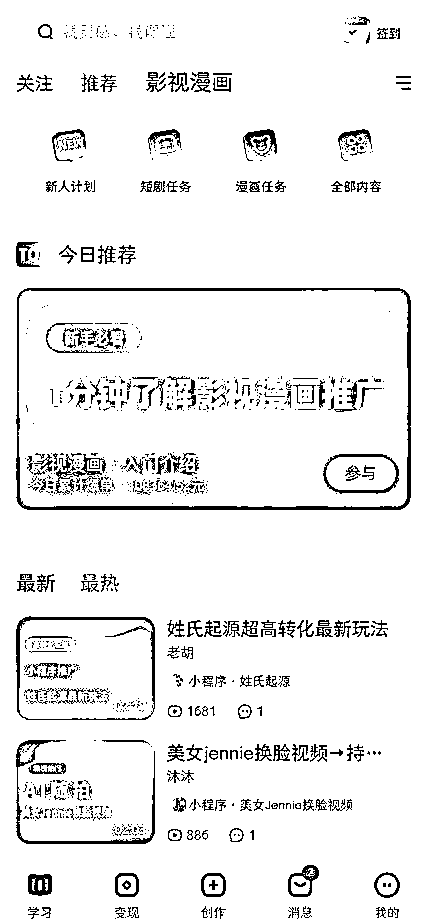 签到
关注 推荐 影视漫画
新人计划 短剧任务 漫画任务 全部内容
今日推荐
新手必看
1分钟了解影视漫画推广
影视漫画 · 入门介绍
参与
最新 最热
姓氏起源超高转化最新玩法
老胡
小程序 · 姓氏起源
1681 1
美女jennie换脸视频→持…
沐沐
小程序 · 美女Jennie换脸视频
886 1
学习 变现 创作 消息 我的